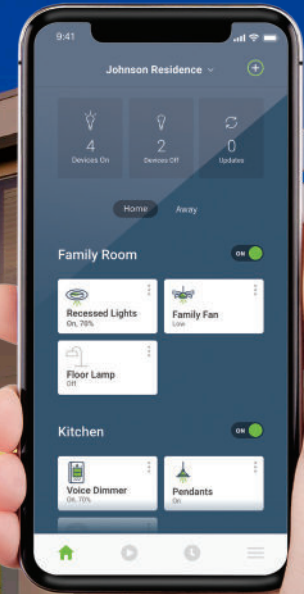 9:41
Johnson Residence
4
Devices On
2
Devices Off
0
Updates
Home
Away
Family Room
ON
Recessed Lights
On, 76%
Family Fan
Low
Floor Lamp
Off
Kitchen
ON
Voice Dimmer
On, 70%
Pendants
On